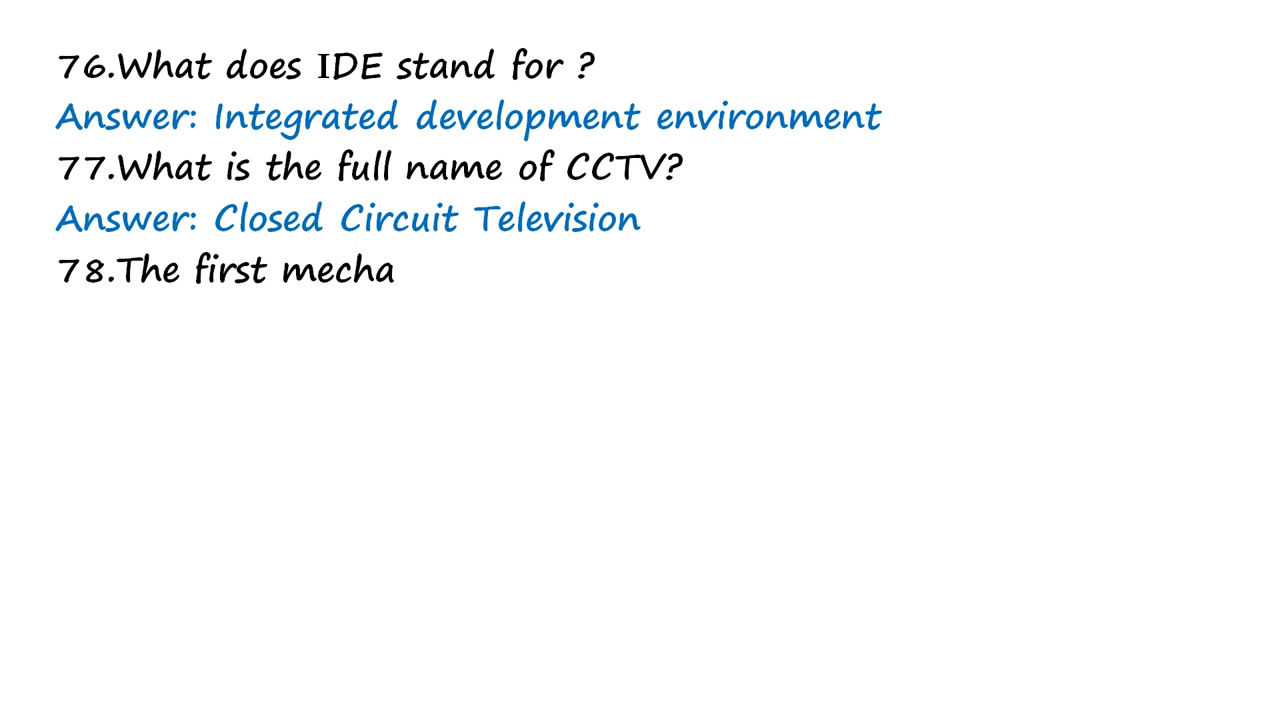 76.What does IDE stand for ?
Answer: Integrated development environment
77.What is the full name of CCTV?
Answer: Closed Circuit Television
78.The first mecha